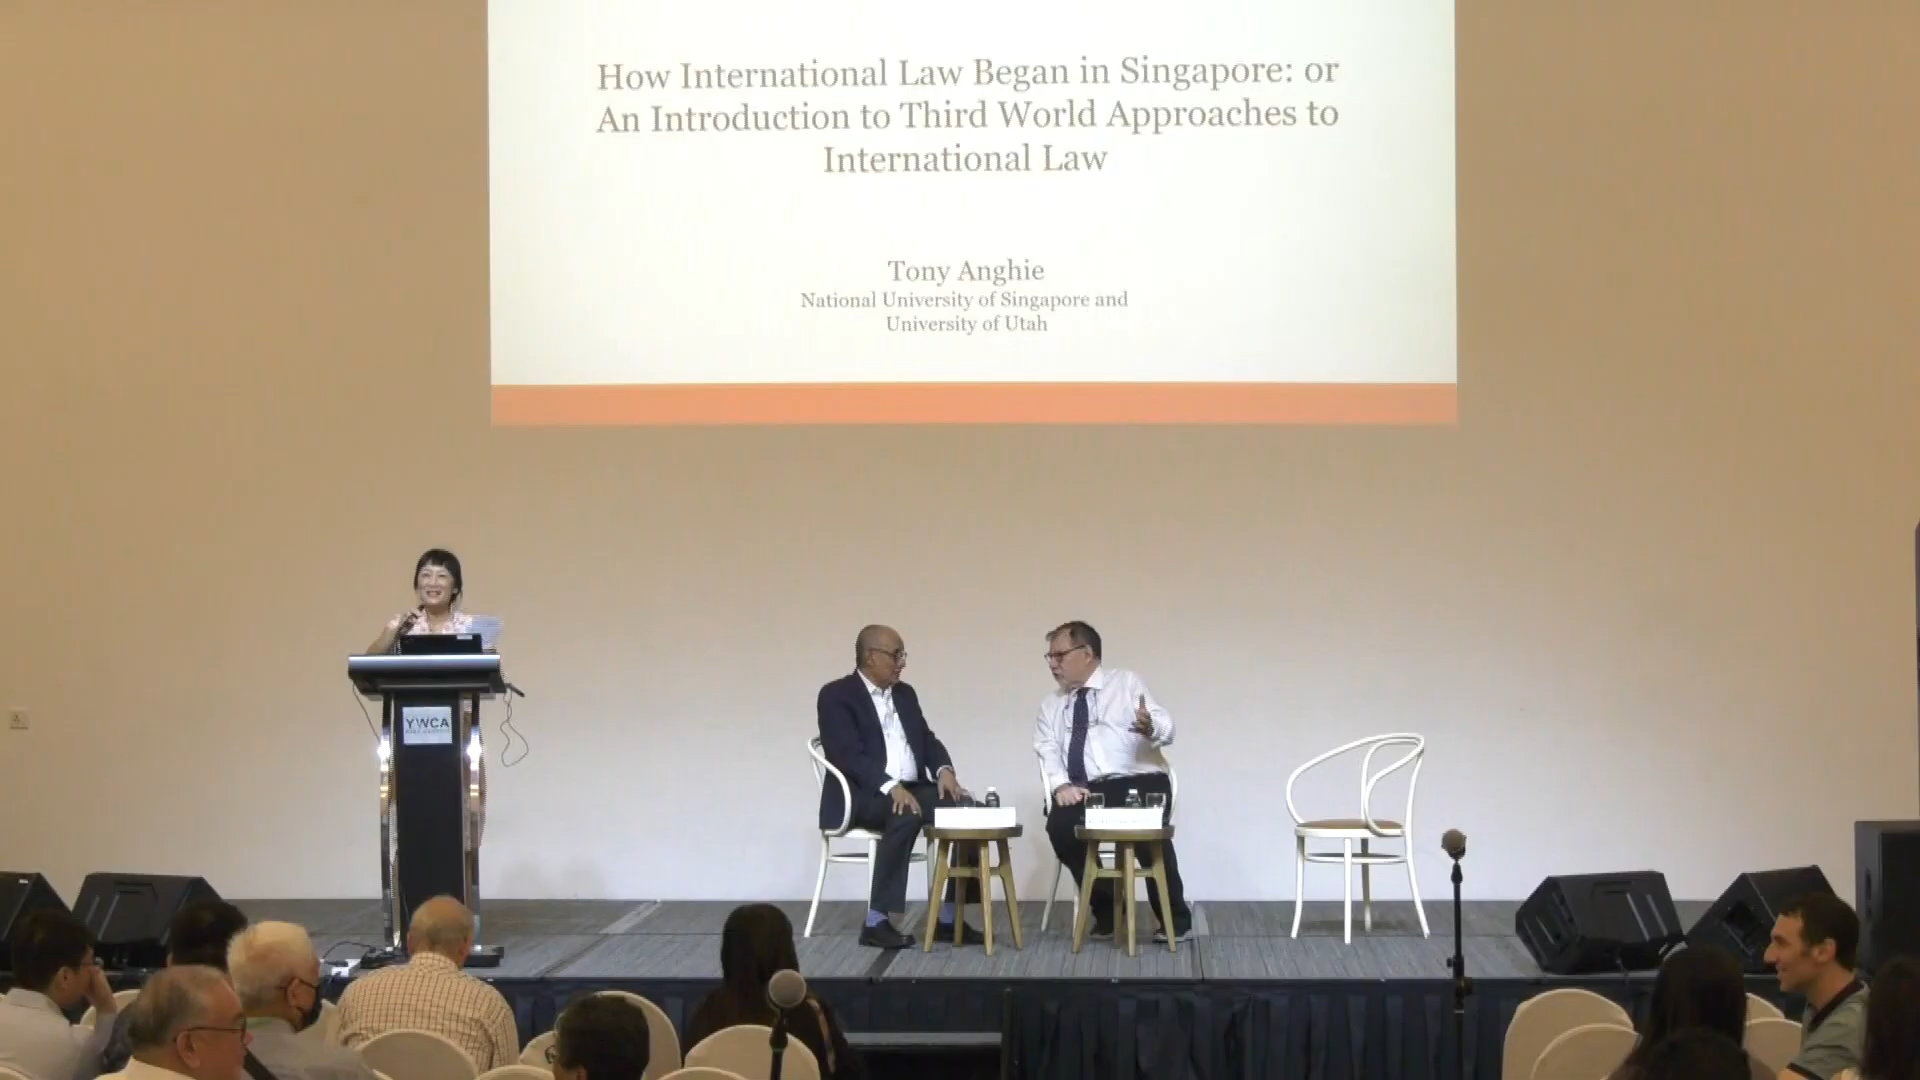 How International Law Began in Singapore: or
An Introduction to Third World Approaches to
International Law
Tony Anghie
National University of Singapore and
University of Utah
YWCA